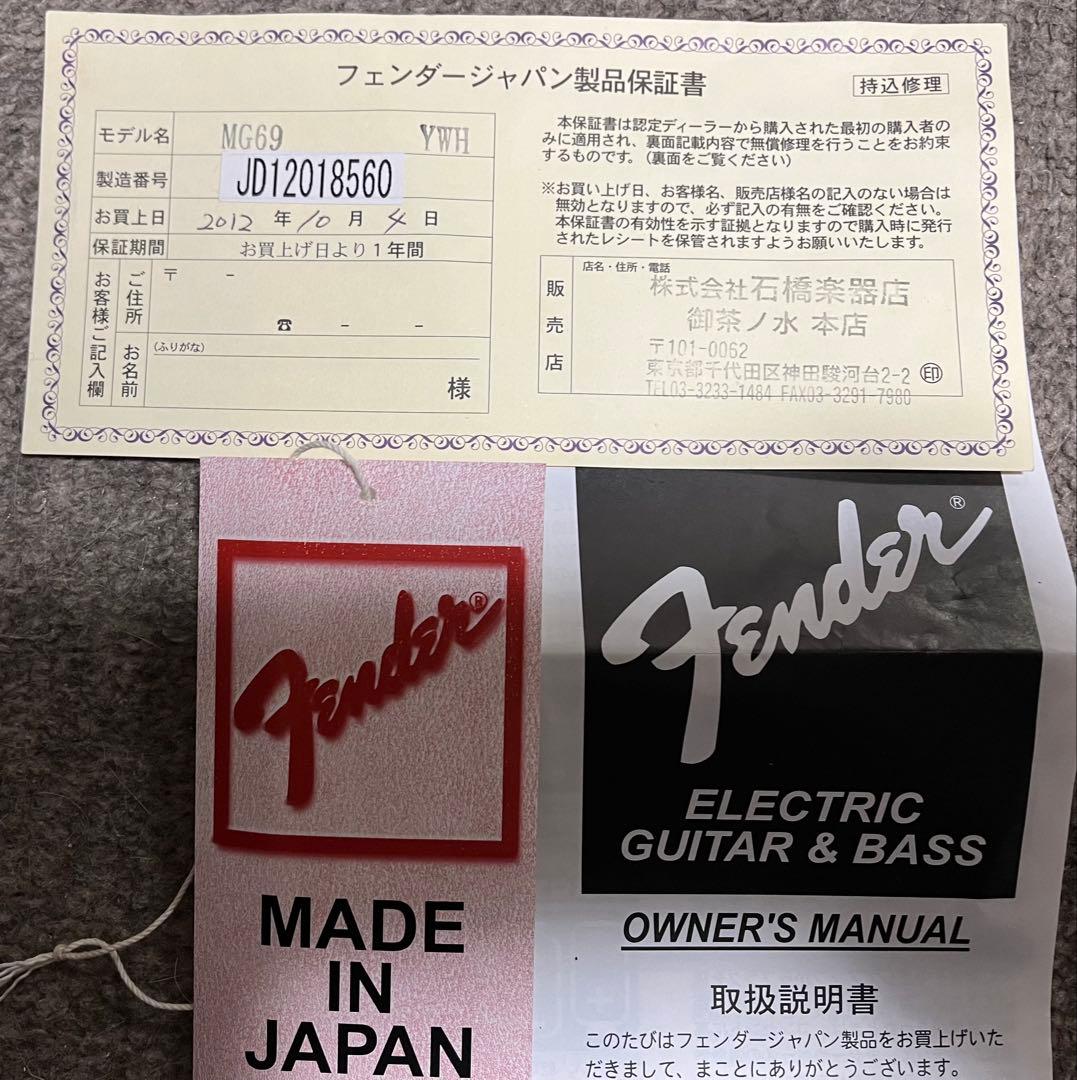 フェンダージャパン製品保証書
持込修理
モデル名 MG69 YWH
製造番号 JD12018560
お買上日 2012 年 10 月 4 日
保証期間 お買上げ日より1年間
お客様ご記入欄
ご住所 〒 -
☎ - -
お名前 (ふりがな)
様
本保証書は認定ディーラーから購入された最初の購入者の
みに適用され、裏面記載内容で無償修理を行うことをお約束
するものです。(裏面をご覧ください)
※お買い上げ日、お客様名、販売店様名の記入のない場合は
無効となりますので、必ず記入の有無をご確認ください。
本保証書の有効性を示す証拠となりますので購入時に発行
されたレシートを保管されますようお願いいたします。
販売店
店名・住所・電話
株式会社石橋楽器店
御茶ノ水 本店
〒101-0062
東京都千代田区神田駿河台2-2 ㊞
TEL03-3233-1484 FAX03-3291-7980
Fender®
MADE
IN
JAPAN
Fender®
ELECTRIC
GUITAR & BASS
OWNER'S MANUAL
取扱説明書
このたびはフェンダージャパン製品をお買上げいた
だきまして、まことにありがとうございます。